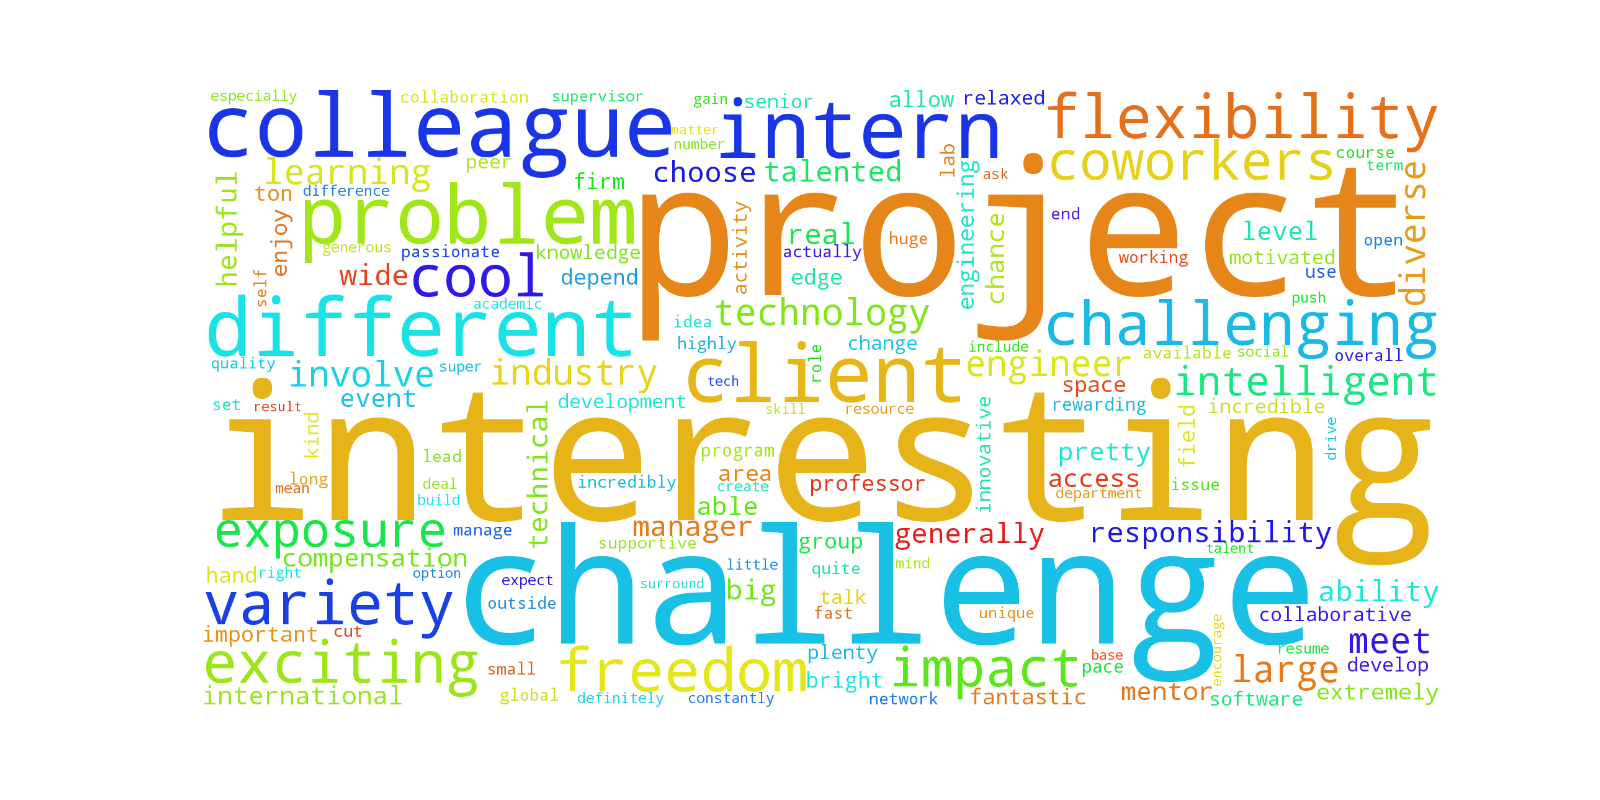 especially
collaboration
supervisor
gain
senior
allow
relaxed
flexibility
colleague
matter
number
intern
coworkers
course
term
learning
peer
firm
choose
talented
lab
ask
diverse
helpful
ton
difference
problem
project
enjoy
generous
passionate
knowledge
activity
real
actually
huge
engineering
chance
end
working
level
motivated
open
use
self
wide
cool
academic
depend
edge
push
different
idea
technology
highly
change
include
challenging
quality
super
involve
industry
client
role
tech
engineer
available
social
overall
space
intelligent
set
result
event
development
skill
resource
rewarding
incredible
interesting
kind
technical
innovative
field
drive
lead
long
mean
deal
build
incredibly
program
area
create
professor
pretty
access
department
issue
able
exposure
manage
manager
generally
responsibility
talent
compensation
supportive
group
challenge
hand
right
option
expect
surround
little
quite
mind
variety
outside
big
talk
fast
unique
ability
collaborative
important
cut
encourage
resume
meet
exciting
small
freedom
plenty
bright
impact
base
pace
large
develop
international
global
definitely
constantly
network
fantastic
mentor
software
extremely